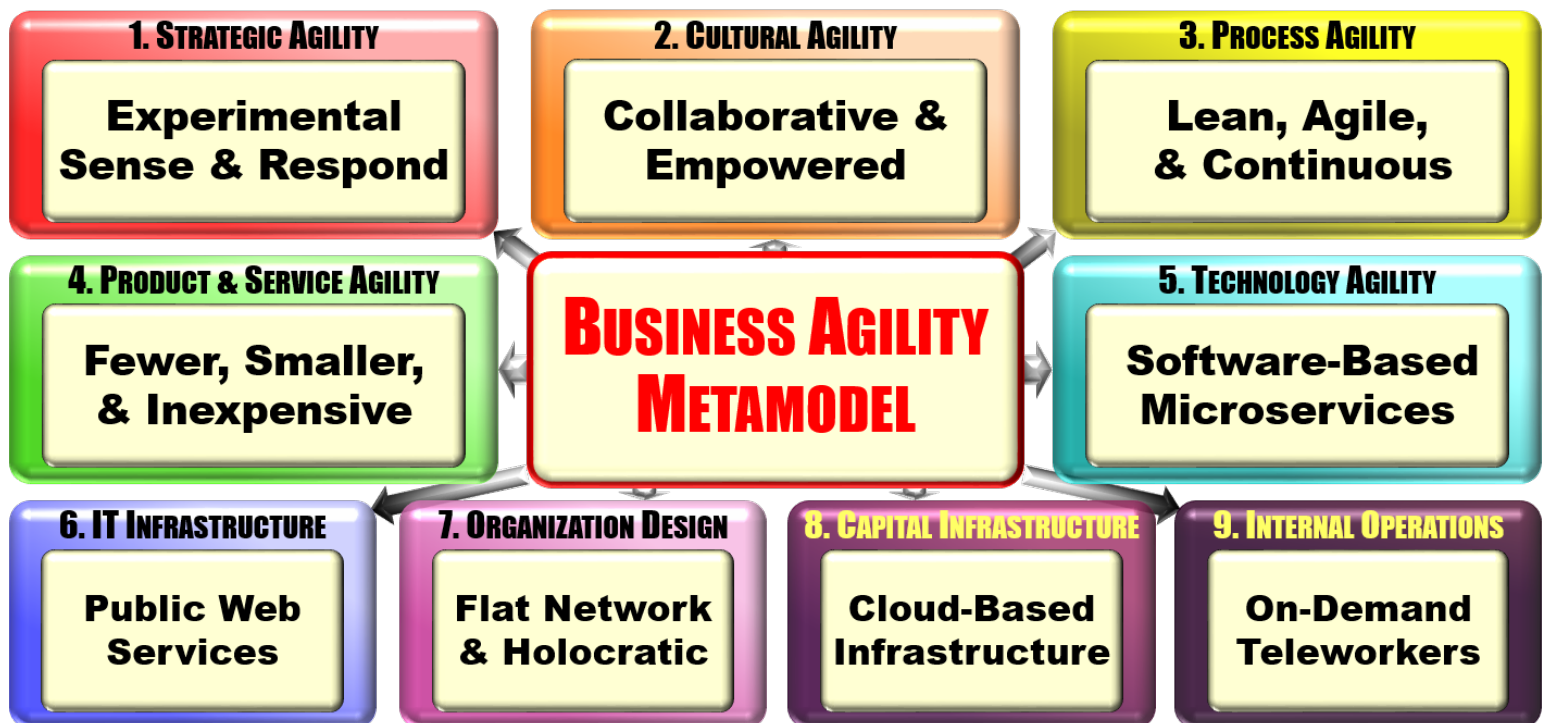 1. STRATEGIC AGILITY
Experimental
Sense & Respond
2. CULTURAL AGILITY
Collaborative &
Empowered
3. PROCESS AGILITY
Lean, Agile,
& Continuous
4. PRODUCT & SERVICE AGILITY
Fewer, Smaller,
& Inexpensive
BUSINESS AGILITY
METAMODEL
5. TECHNOLOGY AGILITY
Software-Based
Microservices
6. IT INFRASTRUCTURE
Public Web
Services
7. ORGANIZATION DESIGN
Flat Network
& Holocratic
8. CAPITAL INFRASTRUCTURE
Cloud-Based
Infrastructure
9. INTERNAL OPERATIONS
On-Demand
Teleworkers